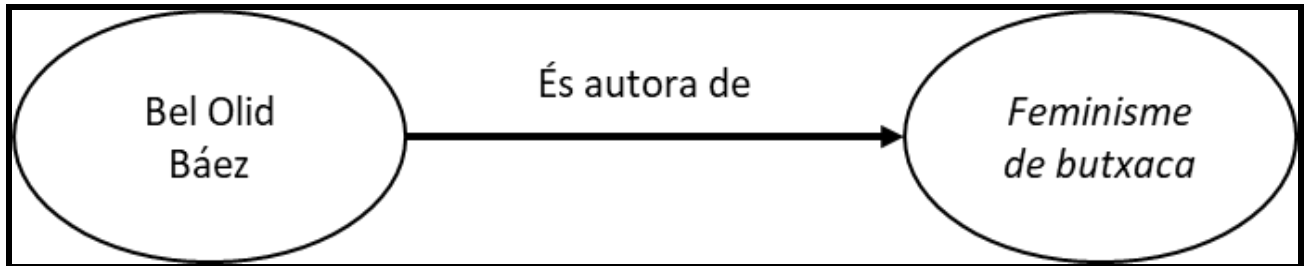 Bel Olid
Báez
És autora de
Feminisme
de butxaca